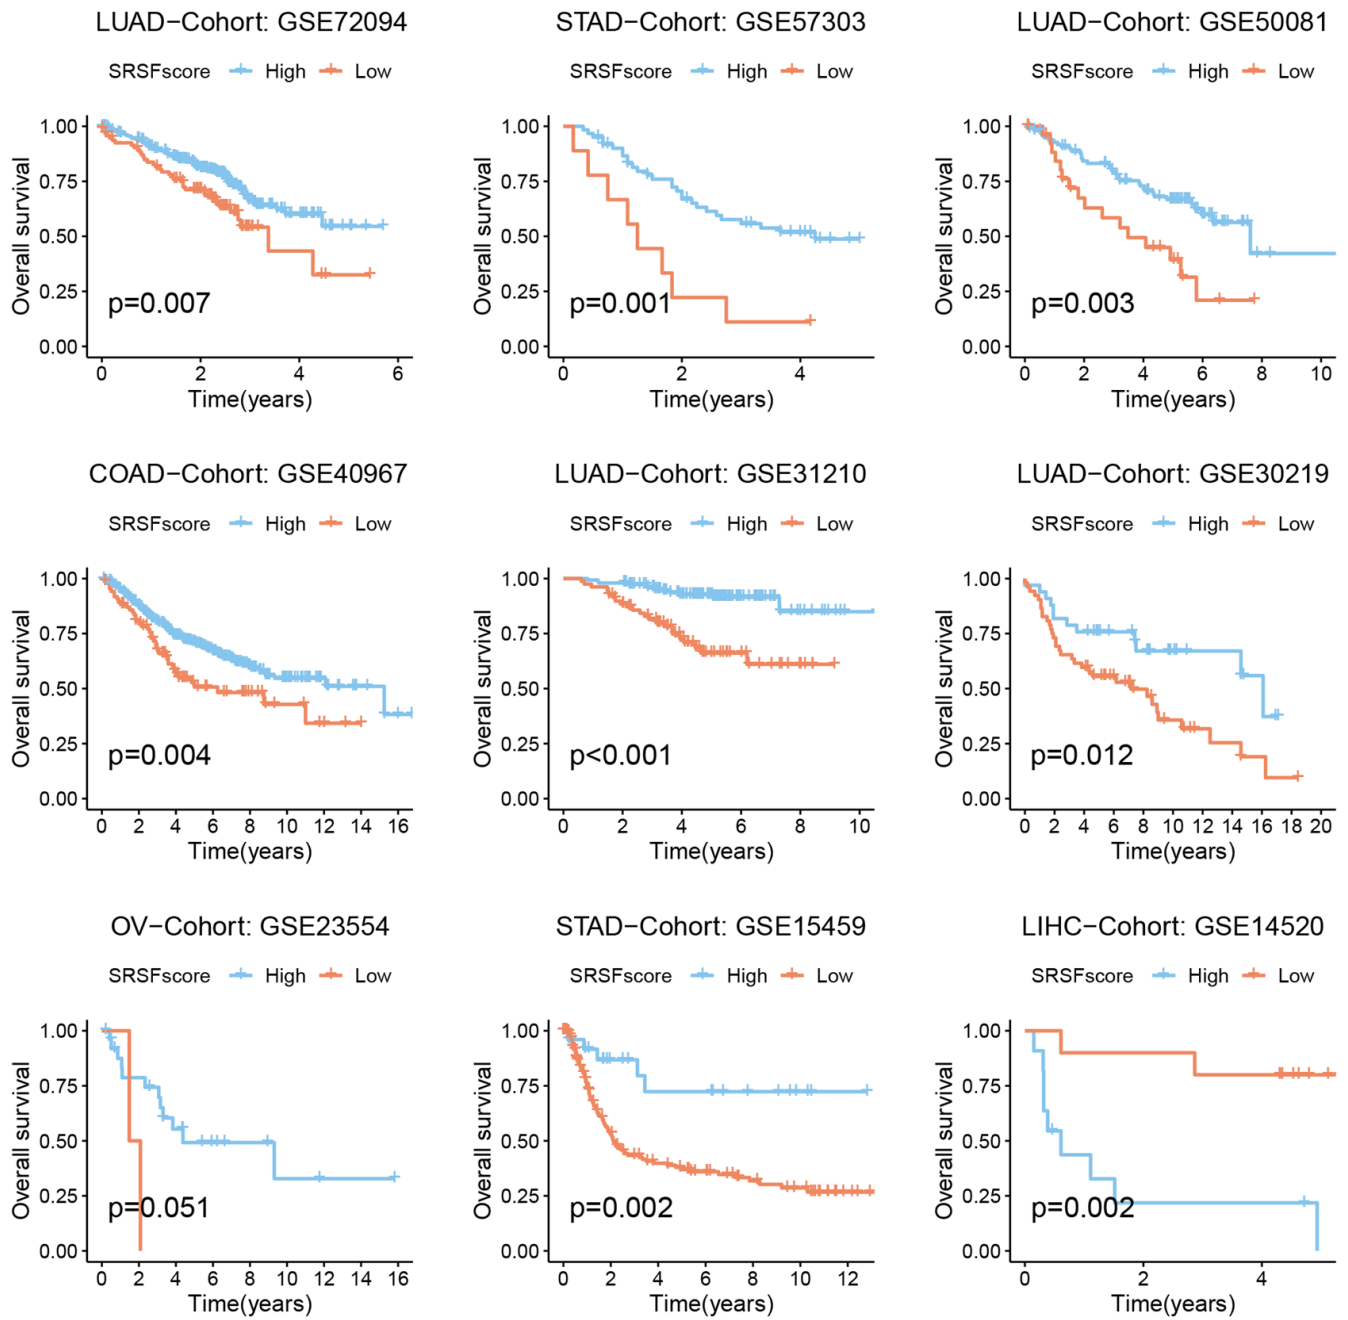 LUAD−Cohort: GSE72094
SRSFscore High Low
Overall survival
1.00
0.75
0.50
0.25
0.00
p=0.007
0 2 4 6
Time(years)
STAD−Cohort: GSE57303
SRSFscore High Low
Overall survival
1.00
0.75
0.50
0.25
0.00
p=0.001
0 2 4
Time(years)
LUAD−Cohort: GSE50081
SRSFscore High Low
Overall survival
1.00
0.75
0.50
0.25
0.00
p=0.003
0 2 4 6 8 10
Time(years)
COAD−Cohort: GSE40967
SRSFscore High Low
Overall survival
1.00
0.75
0.50
0.25
0.00
p=0.004
0 2 4 6 8 10 12 14 16
Time(years)
LUAD−Cohort: GSE31210
SRSFscore High Low
Overall survival
1.00
0.75
0.50
0.25
0.00
p<0.001
0 2 4 6 8 10
Time(years)
LUAD−Cohort: GSE30219
SRSFscore High Low
Overall survival
1.00
0.75
0.50
0.25
0.00
p=0.012
0 2 4 6 8 10 12 14 16 18 20
Time(years)
OV−Cohort: GSE23554
SRSFscore High Low
Overall survival
1.00
0.75
0.50
0.25
0.00
p=0.051
0 2 4 6 8 10 12 14 16
Time(years)
STAD−Cohort: GSE15459
SRSFscore High Low
Overall survival
1.00
0.75
0.50
0.25
0.00
p=0.002
0 2 4 6 8 10 12
Time(years)
LIHC−Cohort: GSE14520
SRSFscore High Low
Overall survival
1.00
0.75
0.50
0.25
0.00
p=0.002
0 2 4
Time(years)